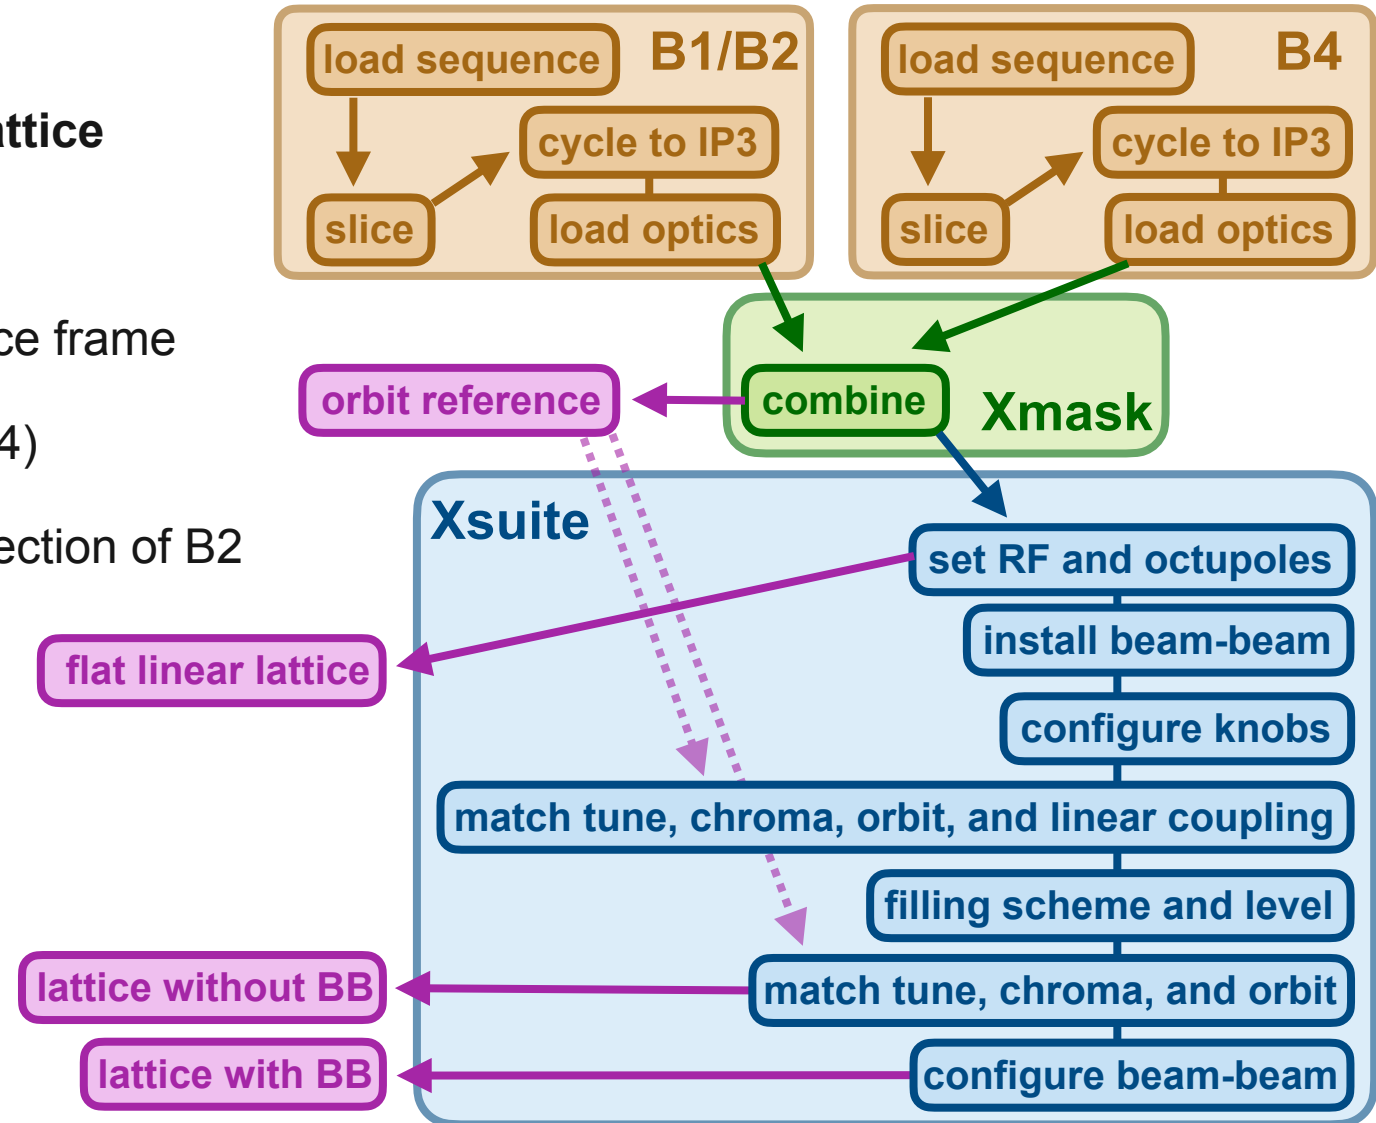 B1/B2
load sequence
cycle to IP3
slice
load optics
B4
load sequence
cycle to IP3
slice
load optics
attice
ce frame
4)
ection of B2
combine
Xmask
orbit reference
Xsuite
set RF and octupoles
install beam-beam
flat linear lattice
configure knobs
match tune, chroma, orbit, and linear coupling
filling scheme and level
lattice without BB
match tune, chroma, and orbit
lattice with BB
configure beam-beam